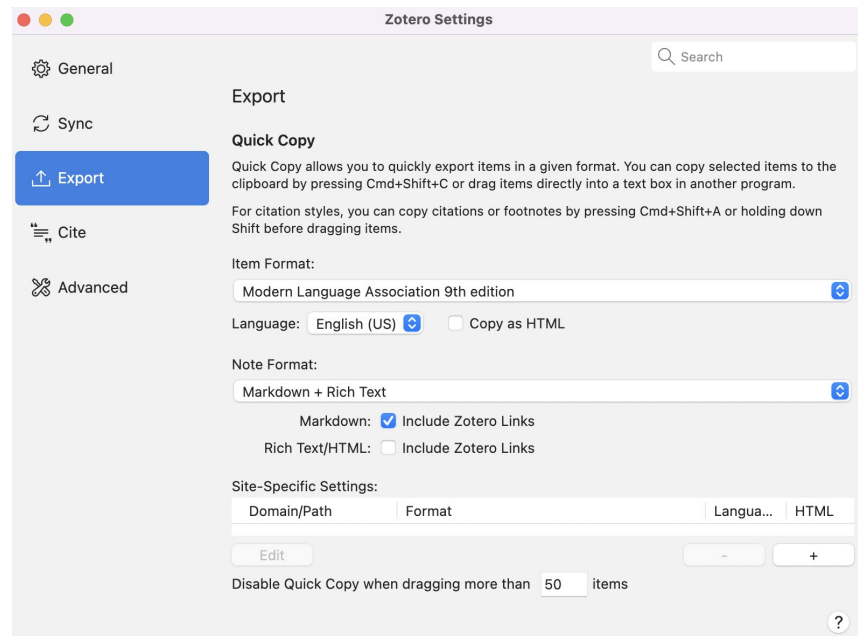 Zotero Settings
Search
General
Sync
Export
Cite
Advanced
Export
Quick Copy
Quick Copy allows you to quickly export items in a given format. You can copy selected items to the
clipboard by pressing Cmd+Shift+C or drag items directly into a text box in another program.
For citation styles, you can copy citations or footnotes by pressing Cmd+Shift+A or holding down
Shift before dragging items.
Item Format:
Modern Language Association 9th edition
Language: English (US) Copy as HTML
Note Format:
Markdown + Rich Text
Markdown: Include Zotero Links
Rich Text/HTML: Include Zotero Links
Site-Specific Settings:
Domain/Path Format Langua... HTML
Edit - +
Disable Quick Copy when dragging more than 50 items
?